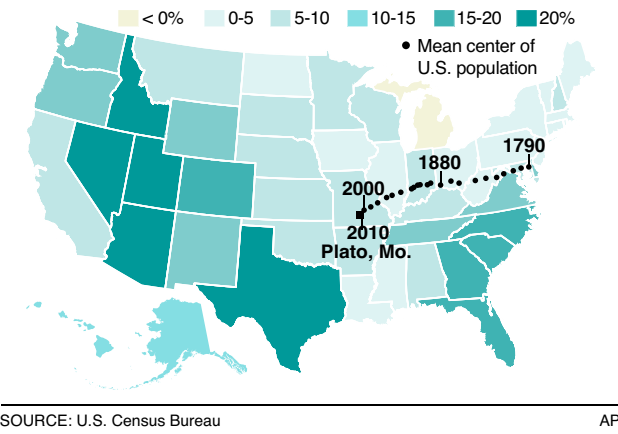 < 0% 0-5 5-10 10-15 15-20 20%
Mean center of
U.S. population
1790
1880
2000
2010
Plato, Mo.
SOURCE: U.S. Census Bureau AP